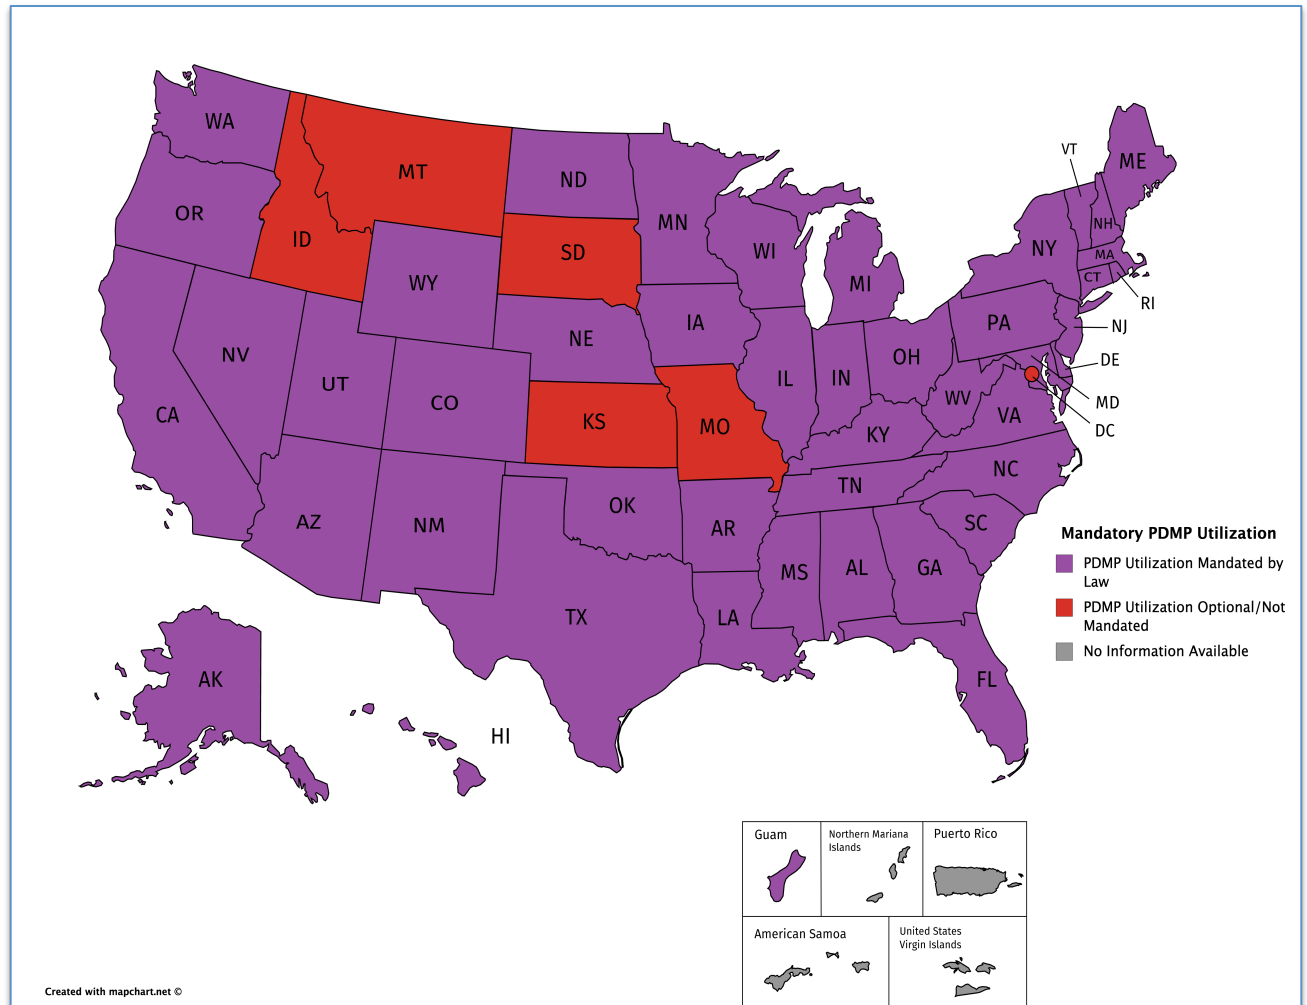 WA
MT
ND
MN
VT
ME
OR
ID
SD
WI
MI
NY
NH
MA
CT
RI
WY
IA
PA
NJ
NE
NV
UT
CO
IL
IN
OH
DE
MD
DC
WV
VA
CA
KS
MO
KY
NC
TN
AZ
NM
OK
AR
SC
MS
AL
GA
TX
LA
FL
AK
HI
Mandatory PDMP Utilization
PDMP Utilization Mandated by
Law
PDMP Utilization Optional/Not
Mandated
No Information Available
Guam
Northern Mariana
Islands
Puerto Rico
American Samoa
United States
Virgin Islands
Created with mapchart.net ©